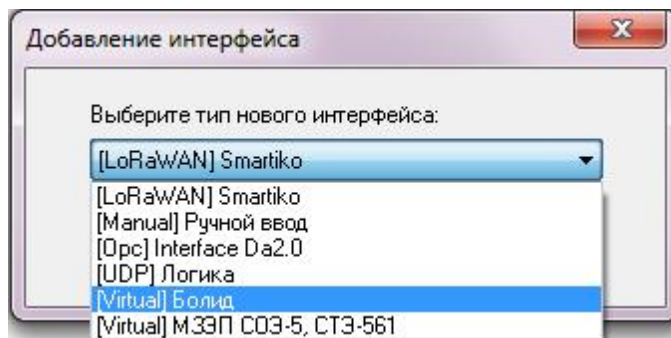 Добавление интерфейса
Выберите тип нового интерфейса:
[LoRaWAN] Smartiko
[LoRaWAN] Smartiko
[Manual] Ручной ввод
[Opc] Interface Da2.0
[UDP] Логика
[Virtual] Болид
[Virtual] МЗЭП СОЭ-5, СТЭ-561